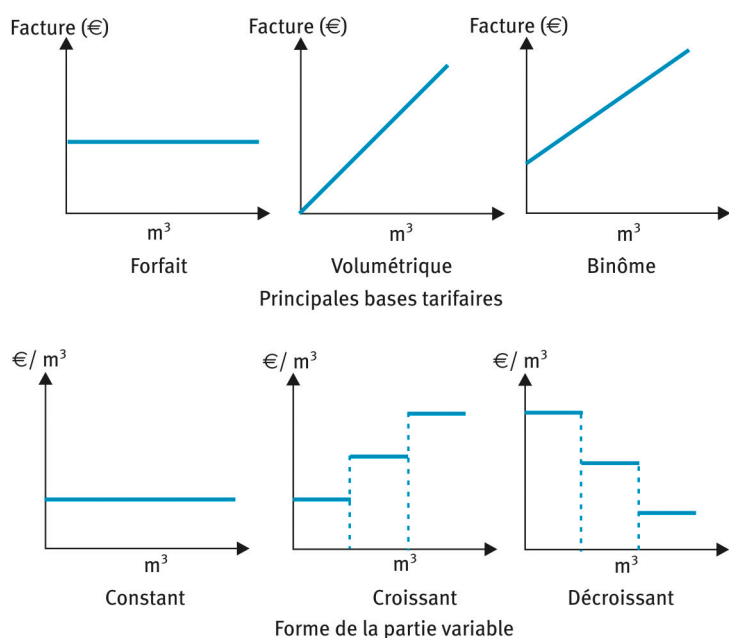 Facture (€)
Facture (€)
Facture (€)
m³
m³
m³
Forfait
Volumétrique
Binôme
Principales bases tarifaires
€/ m³
€/ m³
€/ m³
m³
m³
m³
Constant
Croissant
Décroissant
Forme de la partie variable